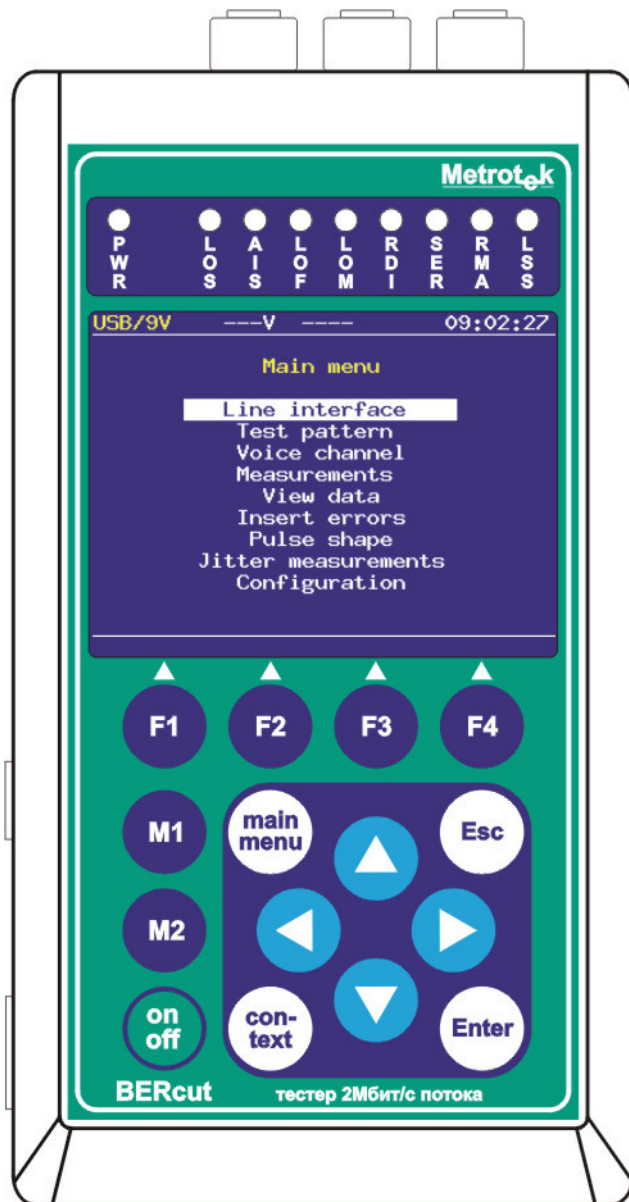 Metrotek
PWR LOS AIS LOF LOM RDI SER RMA LSS
USB/9V ---V ---- 09:02:27
Main menu
Line interface
Test pattern
Voice channel
Measurements
View data
Insert errors
Pulse shape
Jitter measurements
Configuration
F1 F2 F3 F4
M1
main menu
Esc
M2
on off
con-
text
Enter
BERcut тестер 2Мбит/с потока